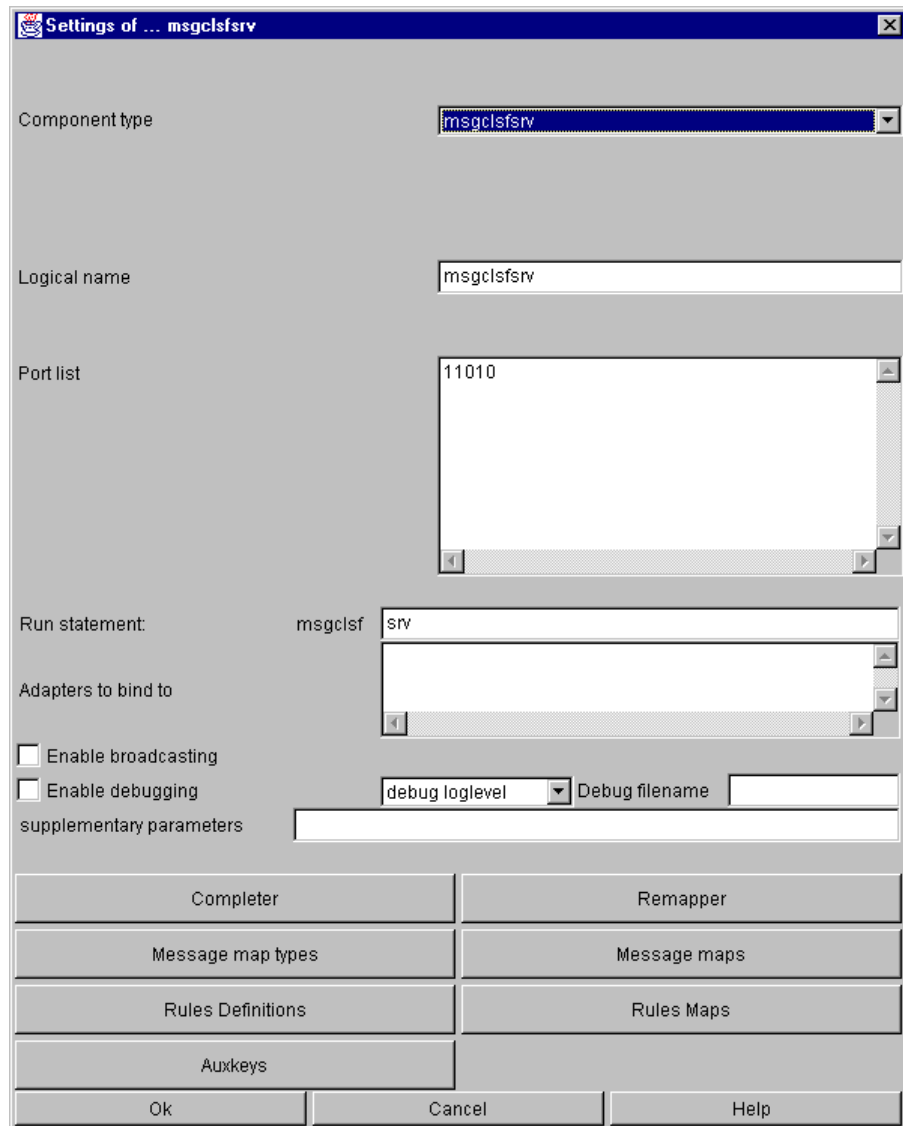 Settings of ... msgclsfsrv
Component type msgclsfsrv
Logical name msgclsfsrv
Port list 11010
Run statement: msgclsf srv
Adapters to bind to
Enable broadcasting
Enable debugging debug loglevel Debug filename
supplementary parameters
Completer Remapper
Message map types Message maps
Rules Definitions Rules Maps
Auxkeys
Ok Cancel Help